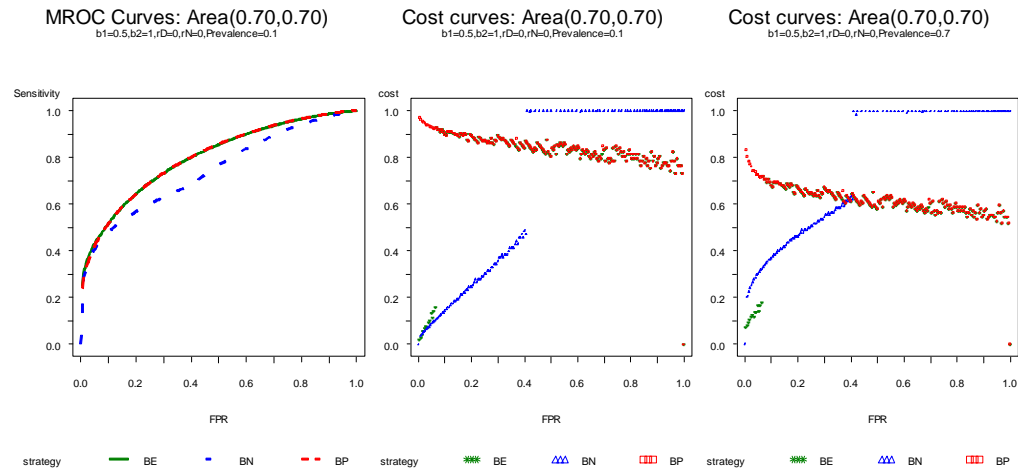 MROC Curves: Area(0.70,0.70)
b1=0.5,b2=1,rD=0,rN=0,Prevalence=0.1
Sensitivity
1.0
0.8
0.6
0.4
0.2
0.0
0.0 0.2 0.4 0.6 0.8 1.0
FPR
strategy BE BN BP
Cost curves: Area(0.70,0.70)
b1=0.5,b2=1,rD=0,rN=0,Prevalence=0.1
cost
1.0
0.8
0.6
0.4
0.2
0.0
0.0 0.2 0.4 0.6 0.8 1.0
FPR
strategy BE BN BP
Cost curves: Area(0.70,0.70)
b1=0.5,b2=1,rD=0,rN=0,Prevalence=0.7
cost
1.0
0.8
0.6
0.4
0.2
0.0
0.0 0.2 0.4 0.6 0.8 1.0
FPR
strategy BE BN BP